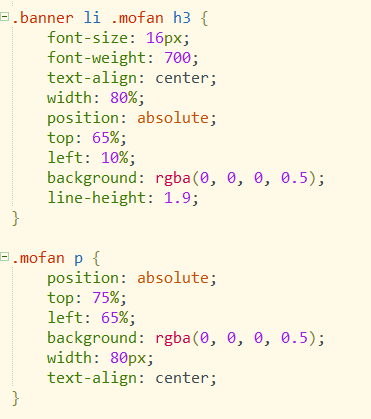 .banner li .mofan h3 {
    font-size: 16px;
    font-weight: 700;
    text-align: center;
    width: 80%;
    position: absolute;
    top: 65%;
    left: 10%;
    background: rgba(0, 0, 0, 0.5);
    line-height: 1.9;
}

.mofan p {
    position: absolute;
    top: 75%;
    left: 65%;
    background: rgba(0, 0, 0, 0.5);
    width: 80px;
    text-align: center;
}